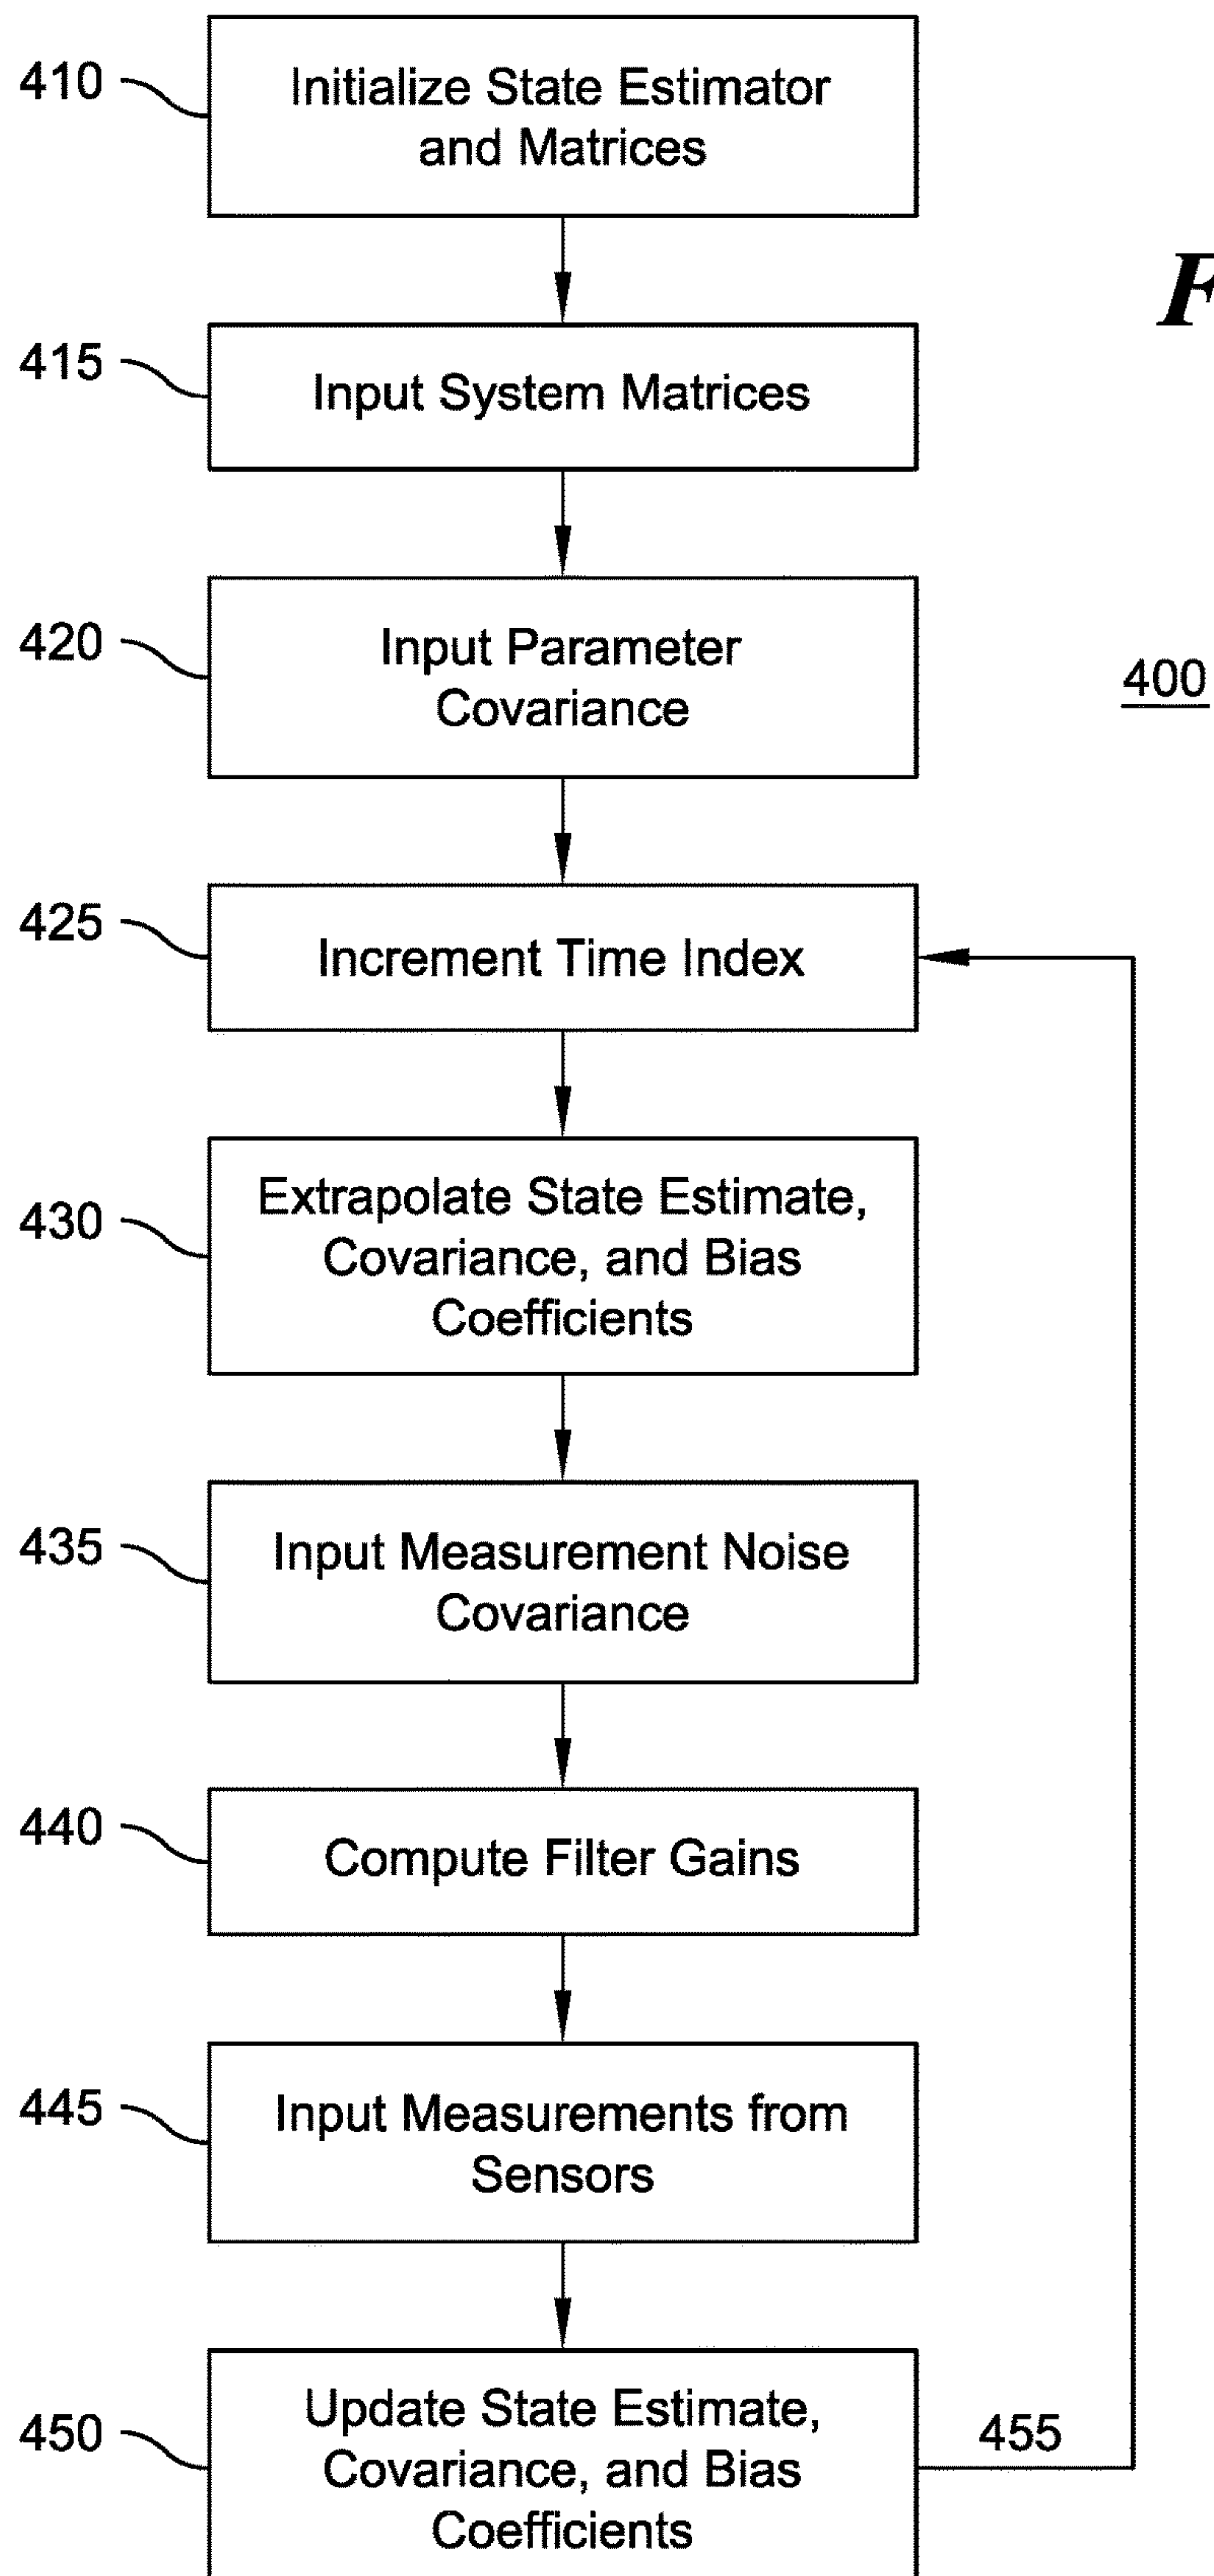 410
Initialize State Estimator
and Matrices
F
415
Input System Matrices
420
Input Parameter
Covariance
400
425
Increment Time Index
430
Extrapolate State Estimate,
Covariance, and Bias
Coefficients
435
Input Measurement Noise
Covariance
440
Compute Filter Gains
445
Input Measurements from
Sensors
450
Update State Estimate,
Covariance, and Bias
Coefficients
455